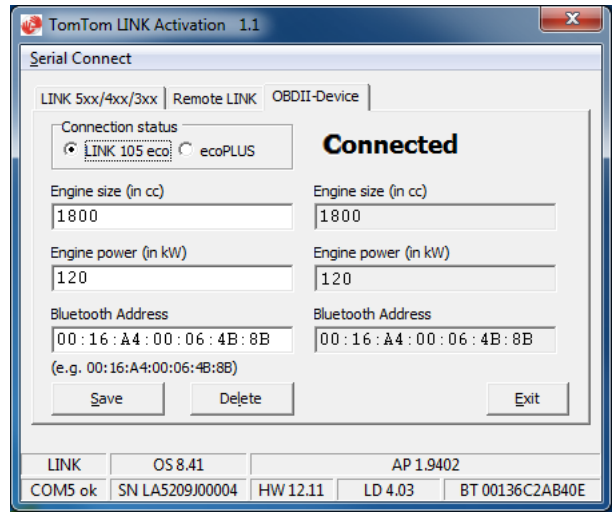 TomTom LINK Activation 1.1
Serial Connect
LINK 5xx/4xx/3xx Remote LINK OBDII-Device
Connection status
LINK 105 eco ecoPLUS
Connected
Engine size (in cc) Engine size (in cc)
1800 1800
Engine power (in kW) Engine power (in kW)
120 120
Bluetooth Address Bluetooth Address
00:16:A4:00:06:4B:8B 00:16:A4:00:06:4B:8B
(e.g. 00:16:A4:00:06:4B:8B)
Save Delete Exit
LINK OS 8.41 AP 1.9402
COM5 ok SN LA5209J00004 HW 12.11 LD 4.03 BT 00136C2AB40E